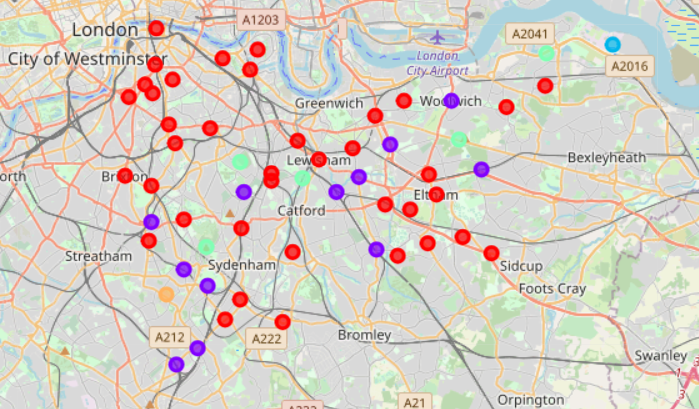 A1203
London
A2041
City of Westminster
London
City Airport
A2016
Greenwich
Woolwich
Lewisham
Bexleyheath
orth
Brixton
Eltham
Catford
Streatham
Sydenham
Sidcup
Foots Cray
A212
A222
Bromley
Swanley
A21
Orpington